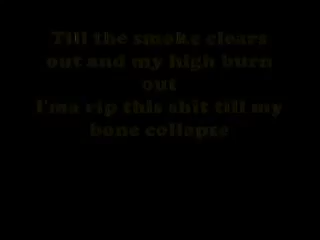 Till the smoke clears
out and my high burn
out
I'ma rip this shit till my
bone collapse